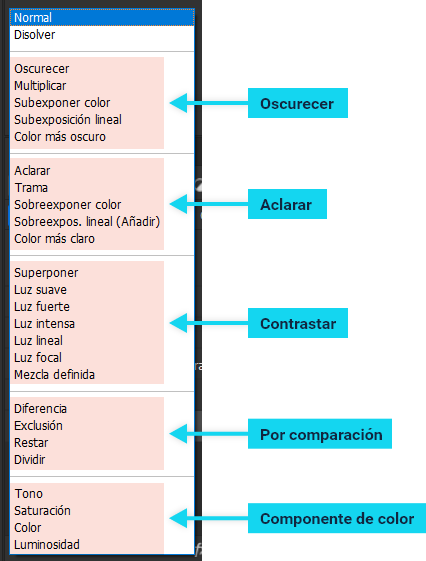 Normal
Disolver
Oscurecer
Multiplicar
Subexponer color
Subexposición lineal
Color más oscuro
Oscurecer
Aclarar
Trama
Sobreexponer color
Sobreexpos. lineal (Añadir)
Color más claro
Aclarar
Superponer
Luz suave
Luz fuerte
Luz intensa
Luz lineal
Luz focal
Mezcla definida
Contrastar
Diferencia
Exclusión
Restar
Dividir
Por comparación
Tono
Saturación
Color
Luminosidad
Componente de color